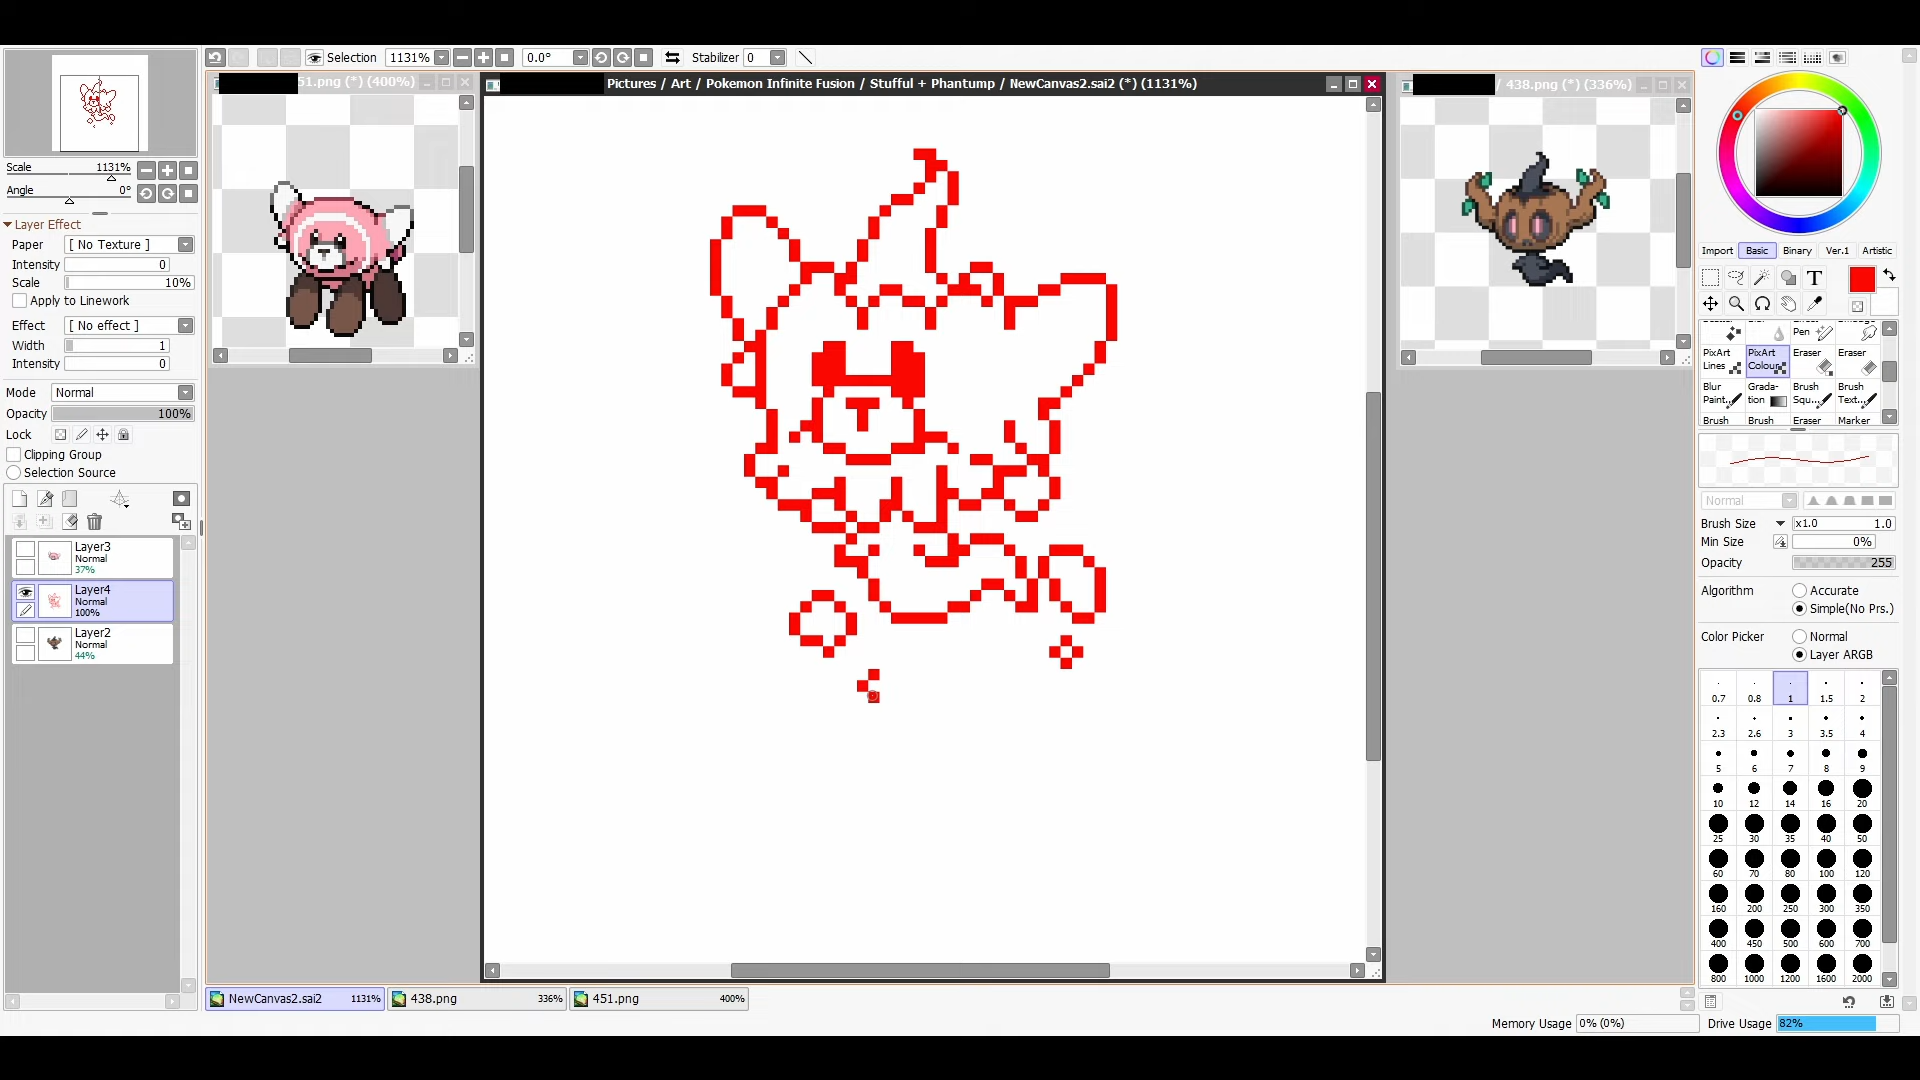 Selection 1131% 0.0° Stabilizer 0
51.png (*) (400%)
Pictures / Art / Pokemon Infinite Fusion / Stufful + Phantump / NewCanvas2.sai2 (*) (1131%)
/ 438.png (*) (336%)
Scale 1131%
Angle 0°
Layer Effect
Paper [ No Texture ]
Intensity 0
Scale 10%
Apply to Linework
Effect [ No effect ]
Width 1
Intensity 0
Mode Normal
Opacity 100%
Lock
Clipping Group
Selection Source
Layer3
Normal
37%
Layer4
Normal
100%
Layer2
Normal
44%
Import Basic Binary Ver.1 Artistic
T
Pen
PixArt Lines
PixArt Colour
Eraser
Eraser
Blur Paint..
Grada-tion
Brush Squ..
Brush Text..
Brush Brush Eraser Marker
Normal
Brush Size x1.0 1.0
Min Size 0%
Opacity 255
Algorithm Accurate
Simple(No Prs.)
Color Picker Normal
Layer ARGB
0.7 0.8 1 1.5 2
2.3 2.6 3 3.5 4
5 6 7 8 9
10 12 14 16 20
25 30 35 40 50
60 70 80 100 120
160 200 250 300 350
400 450 500 600 700
800 1000 1200 1600 2000
NewCanvas2.sai2 1131% 438.png 336% 451.png 400%
Memory Usage 0% (0%) Drive Usage 82%